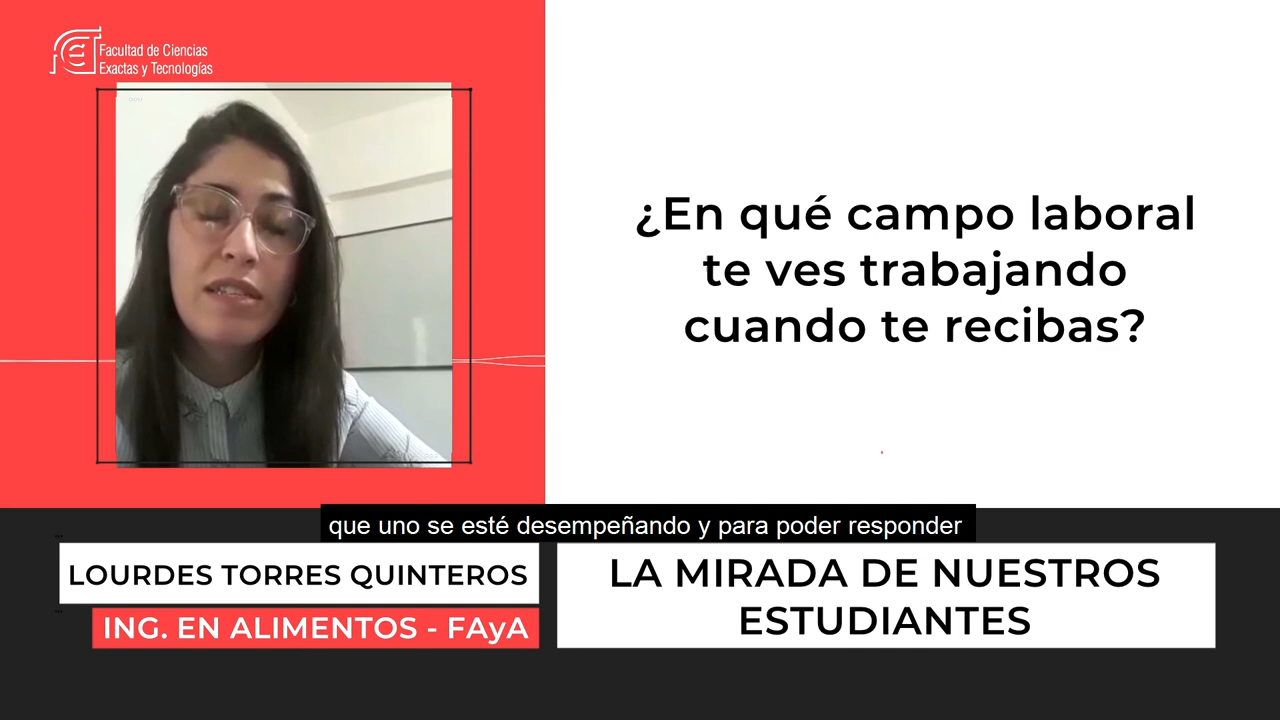 Facultad de Ciencias
Exactas y Tecnologías
¿En qué campo laboral
te ves trabajando
cuando te recibas?
que uno se esté desempeñando y para poder responder
LOURDES TORRES QUINTEROS
ING. EN ALIMENTOS - FAyA
LA MIRADA DE NUESTROS
ESTUDIANTES